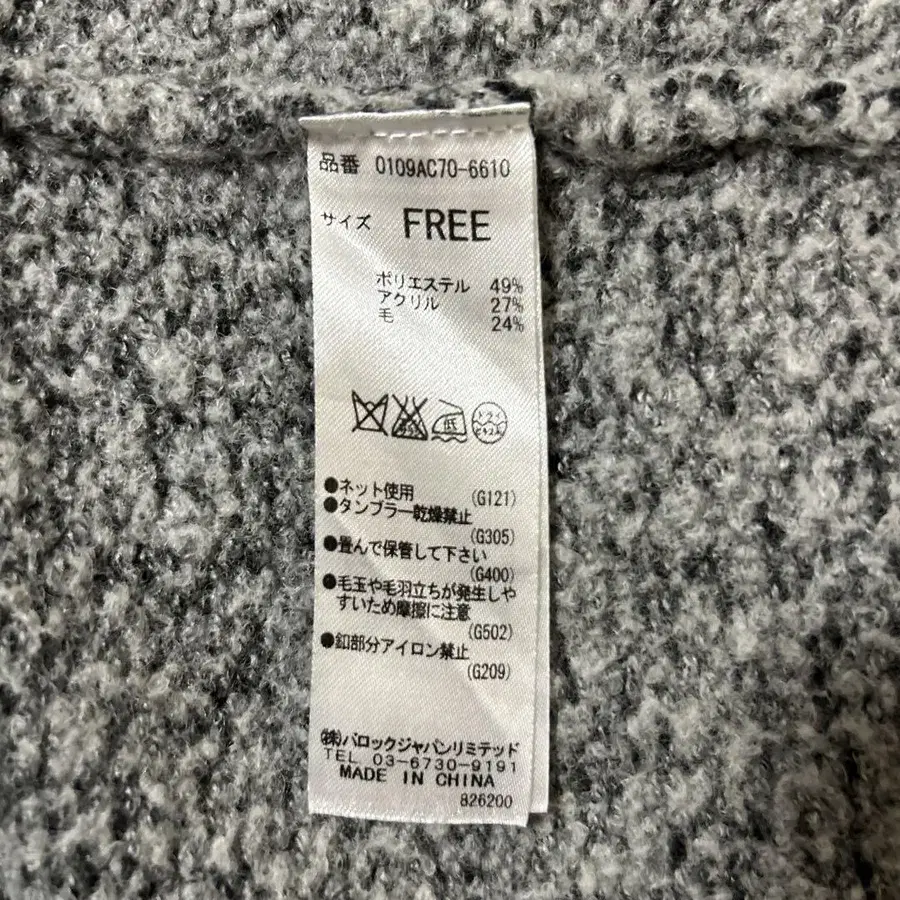 品番 0109AC70-6610
サイズ FREE
ポリエステル 49%
アクリル 27%
毛 24%
低 ドライ
●ネット使用 (G121)
●タンブラー乾燥禁止
(G305)
●畳んで保管して下さい
(G400)
●毛玉や毛羽立ちが発生しや
すいため摩擦に注意
(G502)
●釦部分アイロン禁止
(G209)
㈱バロックジャパンリミテッド
TEL 03-6730-9191
MADE IN CHINA
826200